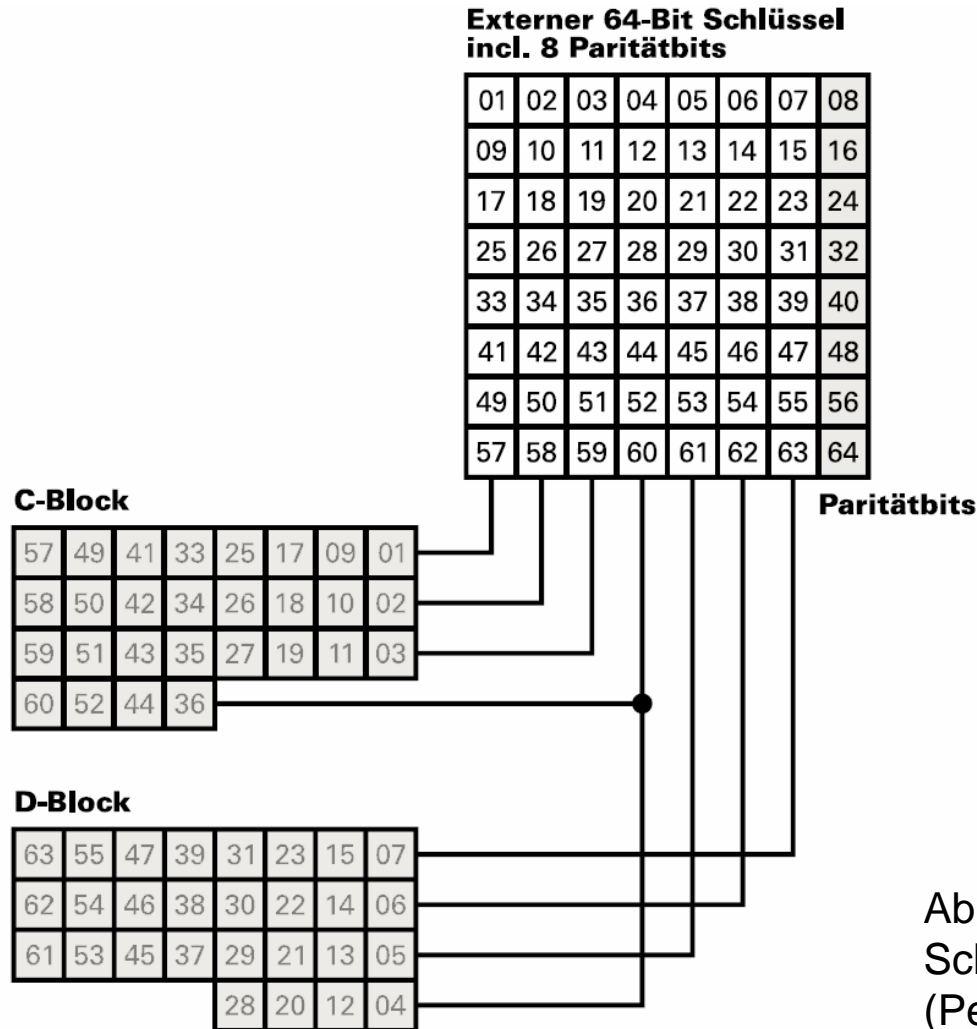 Externer 64-Bit Schlüssel
incl. 8 Paritätbits
01 02 03 04 05 06 07 08
09 10 11 12 13 14 15 16
17 18 19 20 21 22 23 24
25 26 27 28 29 30 31 32
33 34 35 36 37 38 39 40
41 42 43 44 45 46 47 48
49 50 51 52 53 54 55 56
57 58 59 60 61 62 63 64
Paritätbits
C-Block
57 49 41 33 25 17 09 01
58 50 42 34 26 18 10 02
59 51 43 35 27 19 11 03
60 52 44 36
D-Block
63 55 47 39 31 23 15 07
62 54 46 38 30 22 14 06
61 53 45 37 29 21 13 05
28 20 12 04
Ab
Scl
(Pe